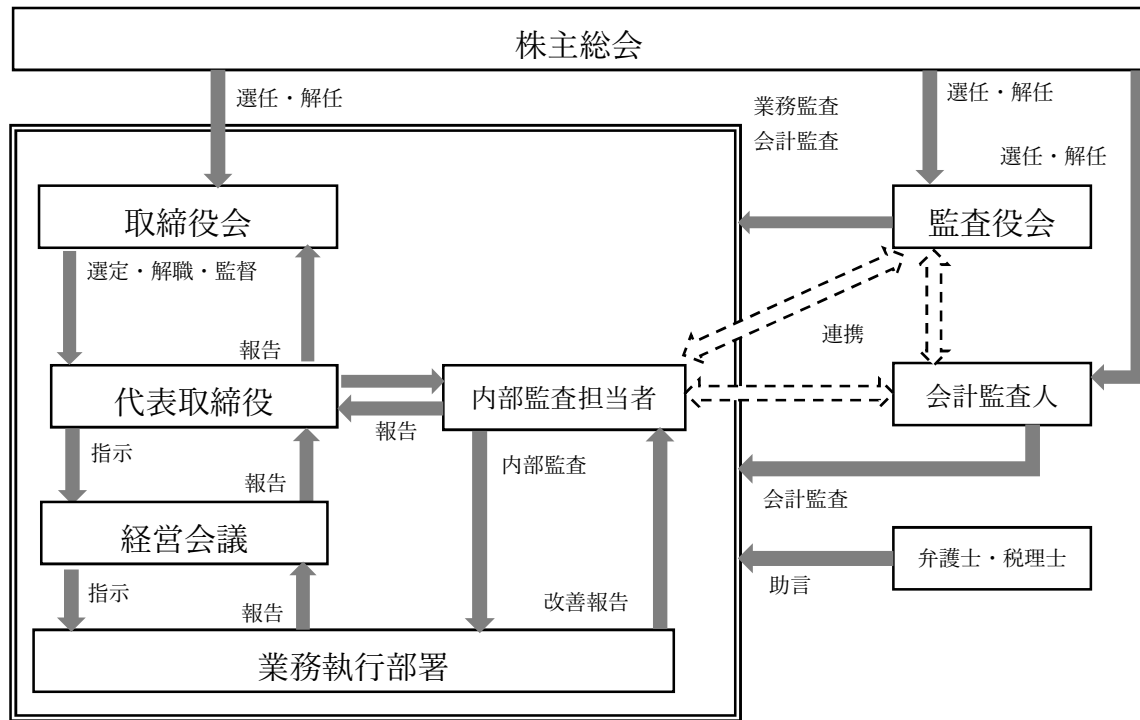 株主総会
選任・解任
選任・解任
業務監査
会計監査
選任・解任
取締役会
監査役会
選定・解職・監督
連携
報告
代表取締役
内部監査担当者
会計監査人
報告
指示
内部監査
報告
会計監査
経営会議
弁護士・税理士
指示
助言
報告
改善報告
業務執行部署